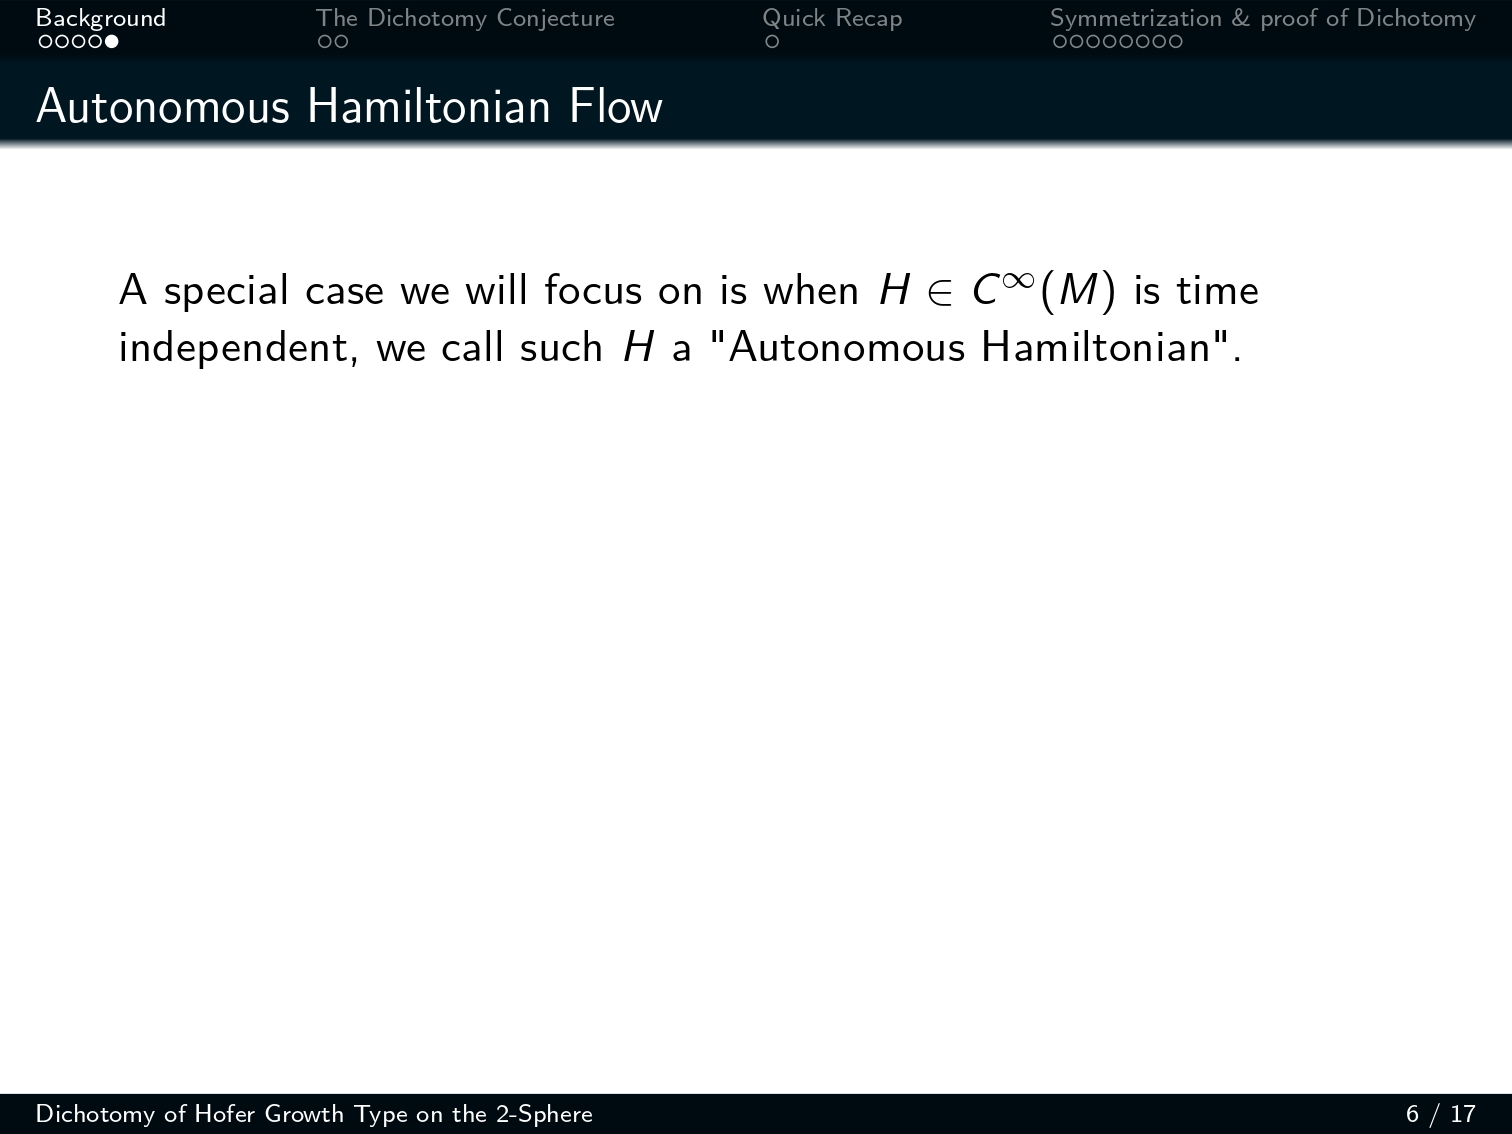 Background The Dichotomy Conjecture Quick Recap Symmetrization & proof of Dichotomy
Autonomous Hamiltonian Flow
A special case we will focus on is when H ∈ C∞(M) is time
independent, we call such H a "Autonomous Hamiltonian".
Dichotomy of Hofer Growth Type on the 2-Sphere 6 / 17